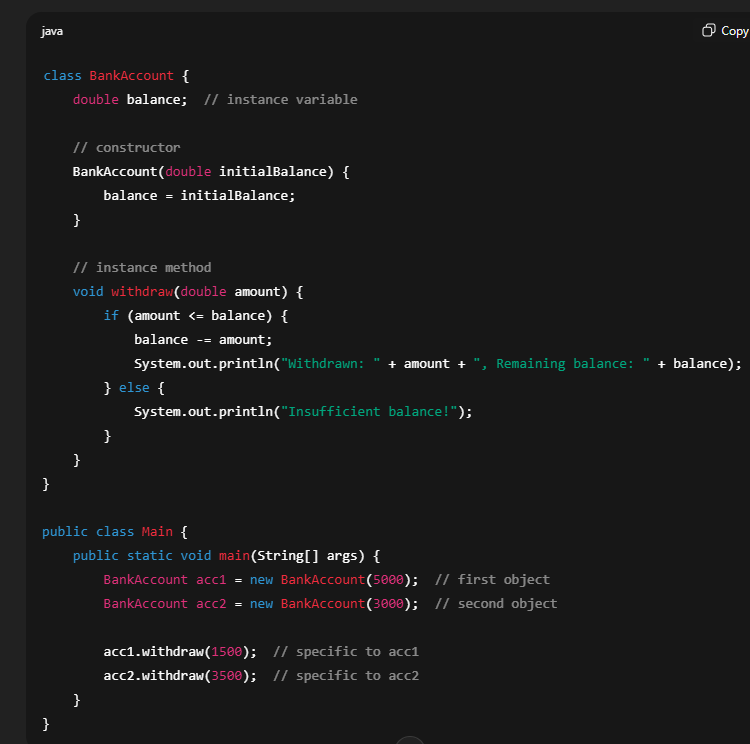 java
Copy
class BankAccount {
    double balance;  // instance variable

    // constructor
    BankAccount(double initialBalance) {
        balance = initialBalance;
    }

    // instance method
    void withdraw(double amount) {
        if (amount <= balance) {
            balance -= amount;
            System.out.println("Withdrawn: " + amount + ", Remaining balance: " + balance);
        } else {
            System.out.println("Insufficient balance!");
        }
    }
}

public class Main {
    public static void main(String[] args) {
        BankAccount acc1 = new BankAccount(5000);  // first object
        BankAccount acc2 = new BankAccount(3000);  // second object

        acc1.withdraw(1500);  // specific to acc1
        acc2.withdraw(3500);  // specific to acc2
    }
}